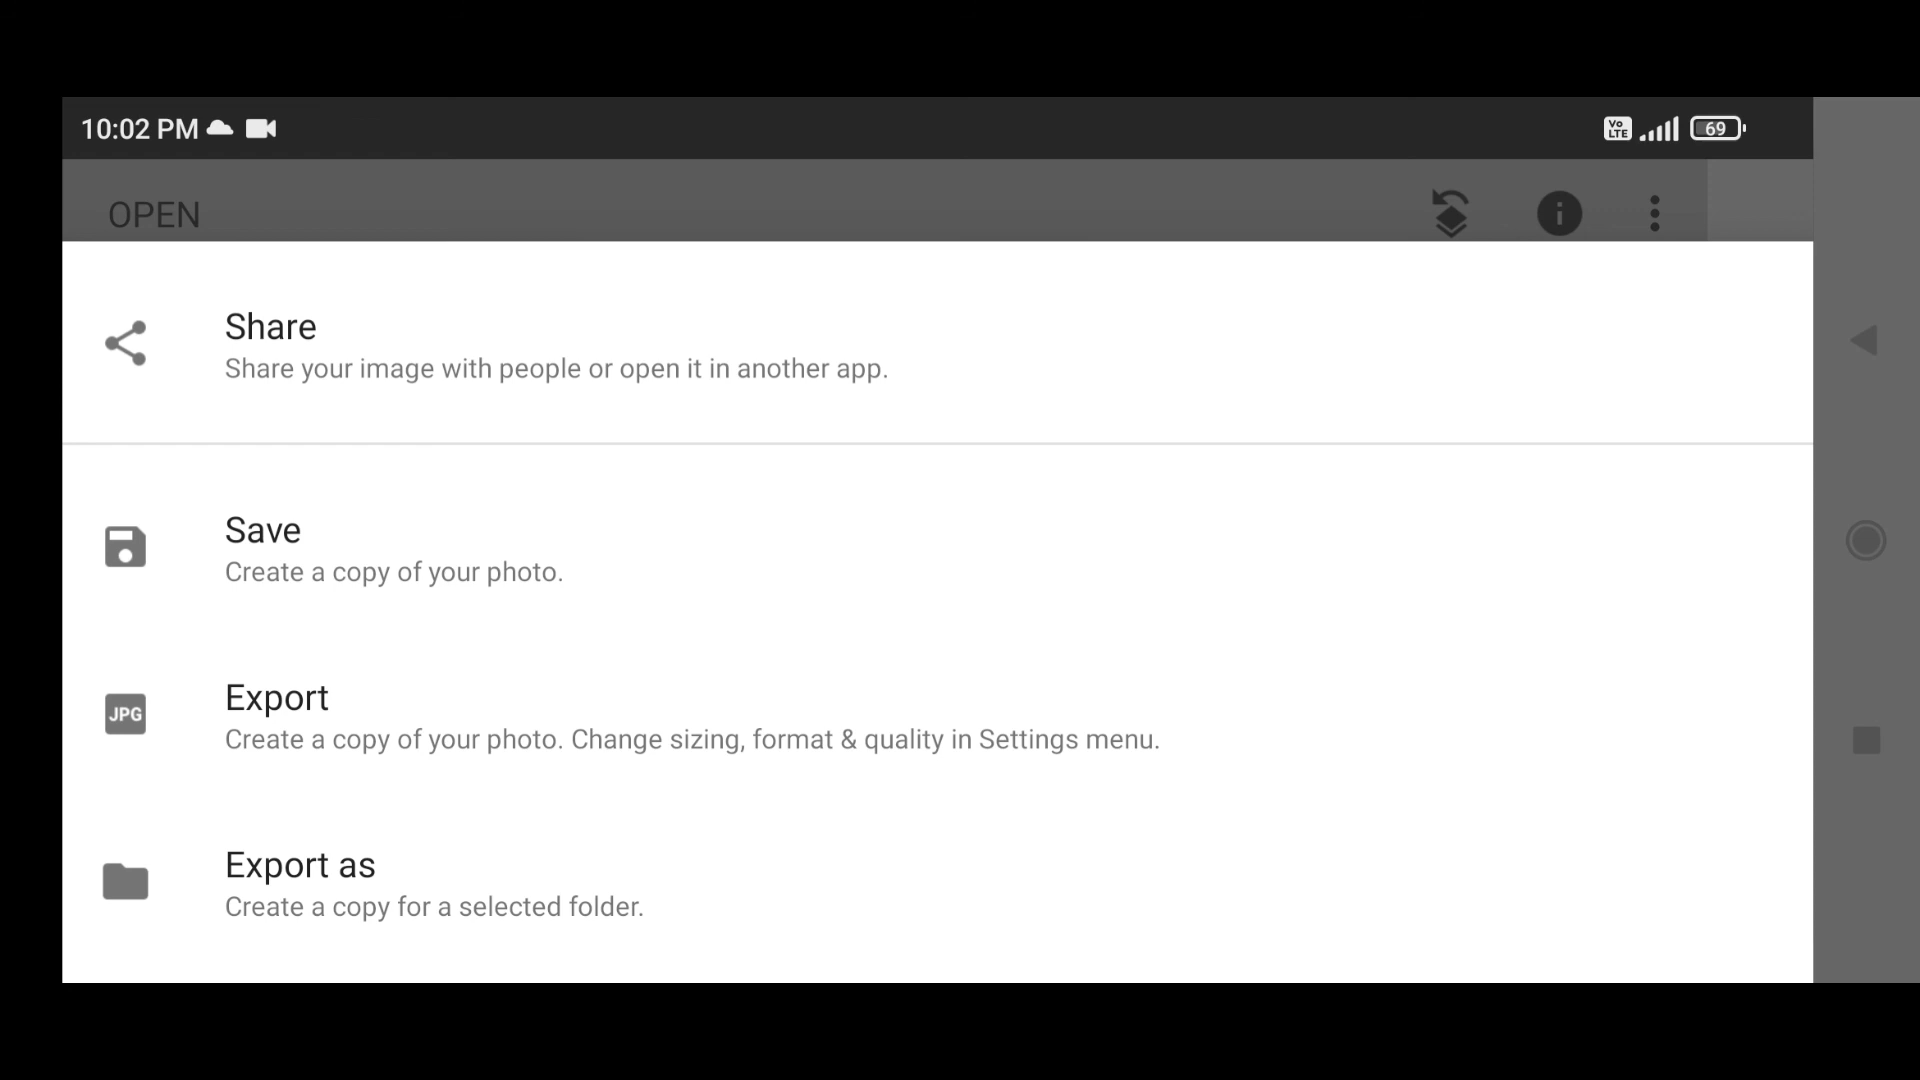 10:02 PM
Vo LTE
69
OPEN
Share
Share your image with people or open it in another app.
Save
Create a copy of your photo.
JPG
Export
Create a copy of your photo. Change sizing, format & quality in Settings menu.
Export as
Create a copy for a selected folder.